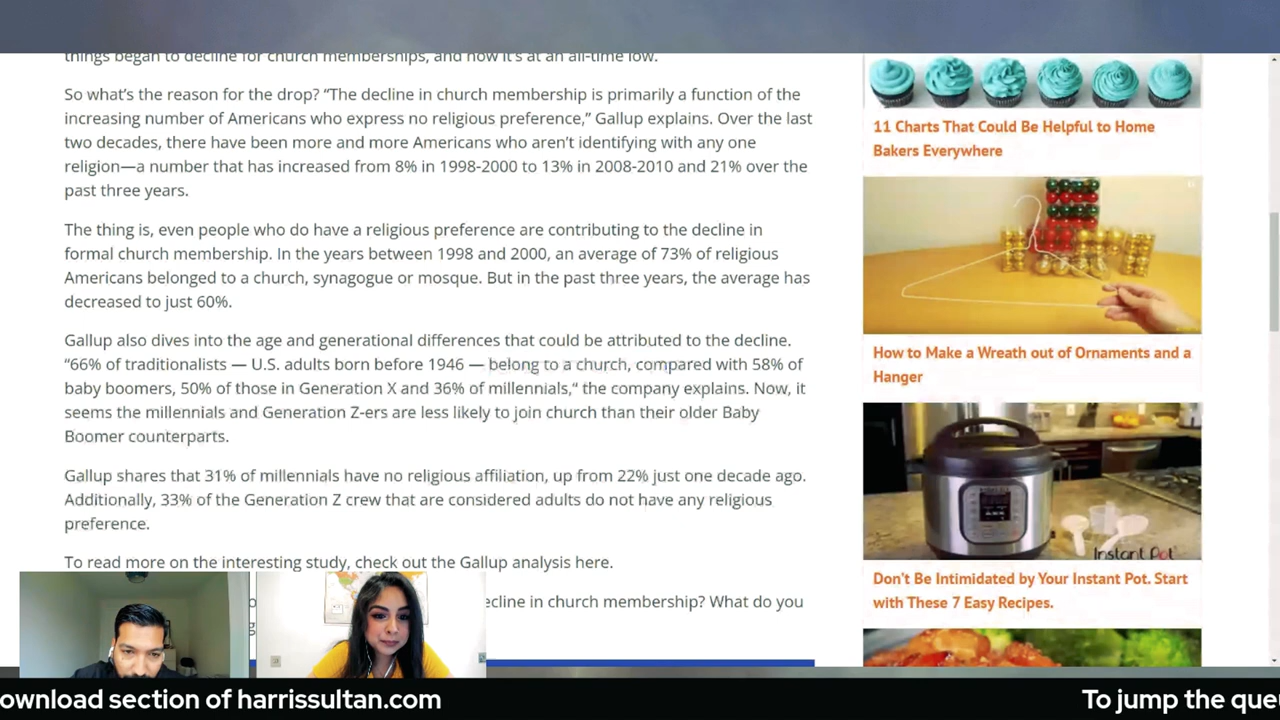 things began to decline for church memberships, and now it's at an all-time low.
So what's the reason for the drop? “The decline in church membership is primarily a function of the
increasing number of Americans who express no religious preference,” Gallup explains. Over the last
two decades, there have been more and more Americans who aren't identifying with any one
religion—a number that has increased from 8% in 1998-2000 to 13% in 2008-2010 and 21% over the
past three years.
The thing is, even people who do have a religious preference are contributing to the decline in
formal church membership. In the years between 1998 and 2000, an average of 73% of religious
Americans belonged to a church, synagogue or mosque. But in the past three years, the average has
decreased to just 60%.
Gallup also dives into the age and generational differences that could be attributed to the decline.
“66% of traditionalists — U.S. adults born before 1946 — belong to a church, compared with 58% of
baby boomers, 50% of those in Generation X and 36% of millennials,“ the company explains. Now, it
seems the millennials and Generation Z-ers are less likely to join church than their older Baby
Boomer counterparts.
Gallup shares that 31% of millennials have no religious affiliation, up from 22% just one decade ago.
Additionally, 33% of the Generation Z crew that are considered adults do not have any religious
preference.
To read more on the interesting study, check out the Gallup analysis here.
ecline in church membership? What do you
11 Charts That Could Be Helpful to Home
Bakers Everywhere
How to Make a Wreath out of Ornaments and a
Hanger
Instant Pot
Don't Be Intimidated by Your Instant Pot. Start
with These 7 Easy Recipes.
ownload section of harrissultan.com
To jump the que